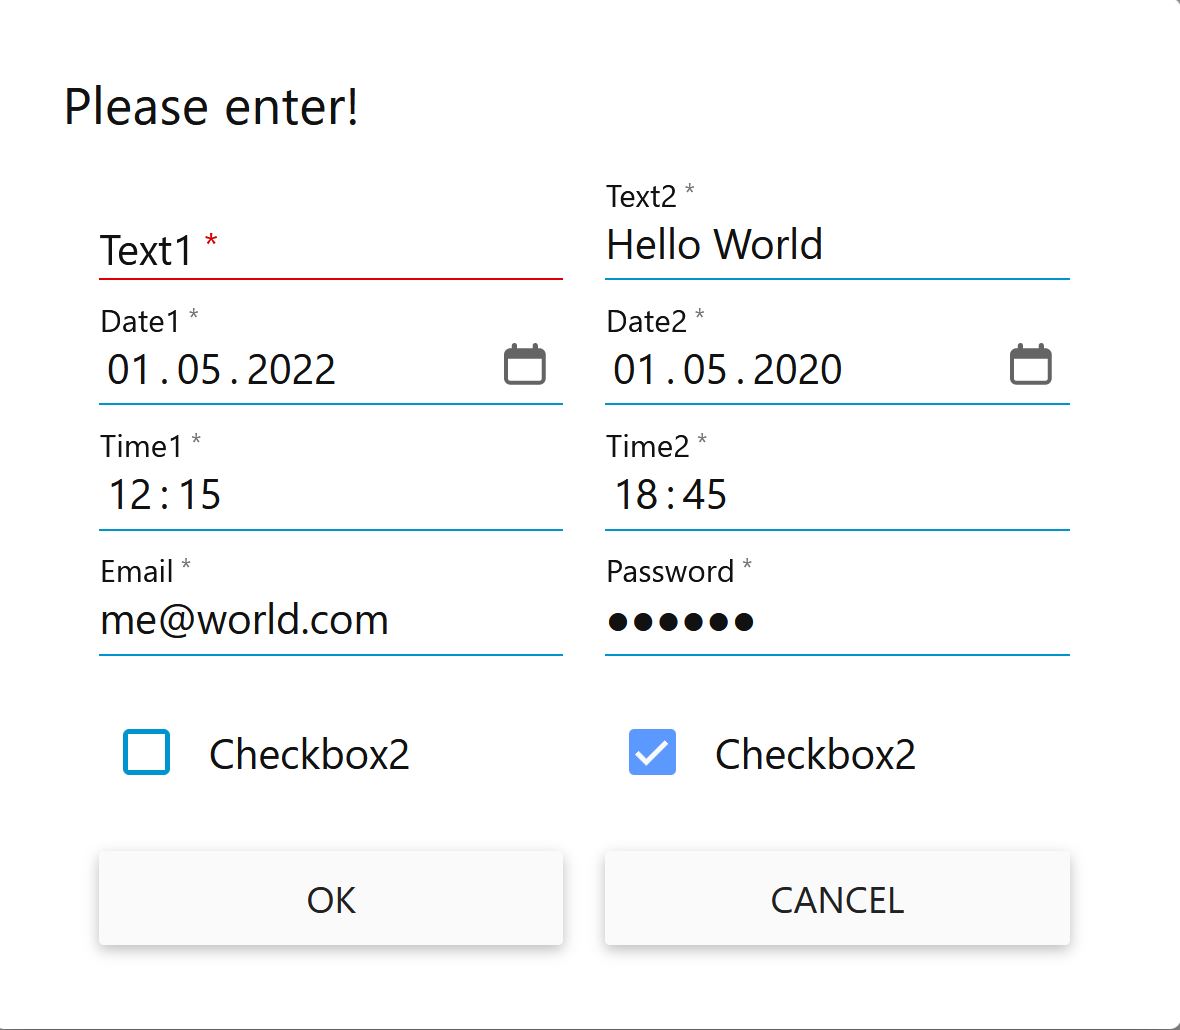 Please enter!
Text1 *
Text2 *
Hello World
Date1 *
01.05.2022
Date2 *
01.05.2020
Time1 *
12:15
Time2 *
18:45
Email *
me@world.com
Password *
●●●●●●
Checkbox2
Checkbox2
OK
CANCEL